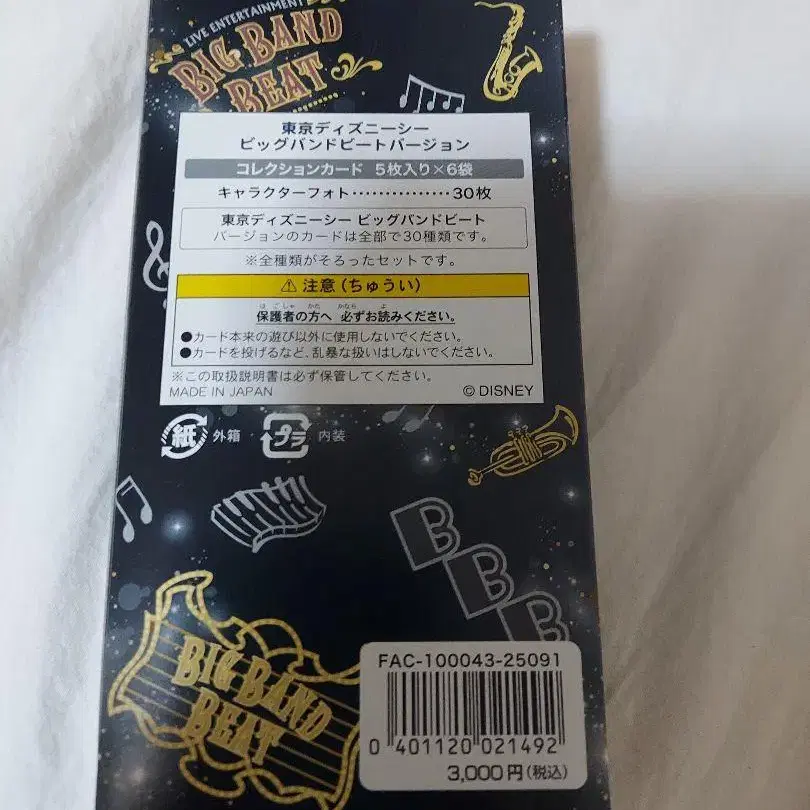 LIVE ENTERTAINMENT
BIG BAND
BEAT
東京ディズニーシー
ビッグバンドビートバージョン
コレクションカード 5枚入り×6袋
キャラクターフォト・・・・・・・・・・・・・・・30枚
東京ディズニーシー ビッグバンドビート
バージョンのカードは全部で30種類です。
※全種類がそろったセットです。
⚠ 注意(ちゅうい)
ほごしゃ かた かなら よ
保護者の方へ 必ずお読みください。
●カード本来の遊び以外に使用しないでください。
●カードを投げるなど、乱暴な扱いはしないでください。
※この取扱説明書は必ず保管してください。
MADE IN JAPAN © DISNEY
紙 外箱 プラ 内装
BBB
BIG BAND
BEAT
FAC-100043-25091
0 401120 021492
3,000円(税込)